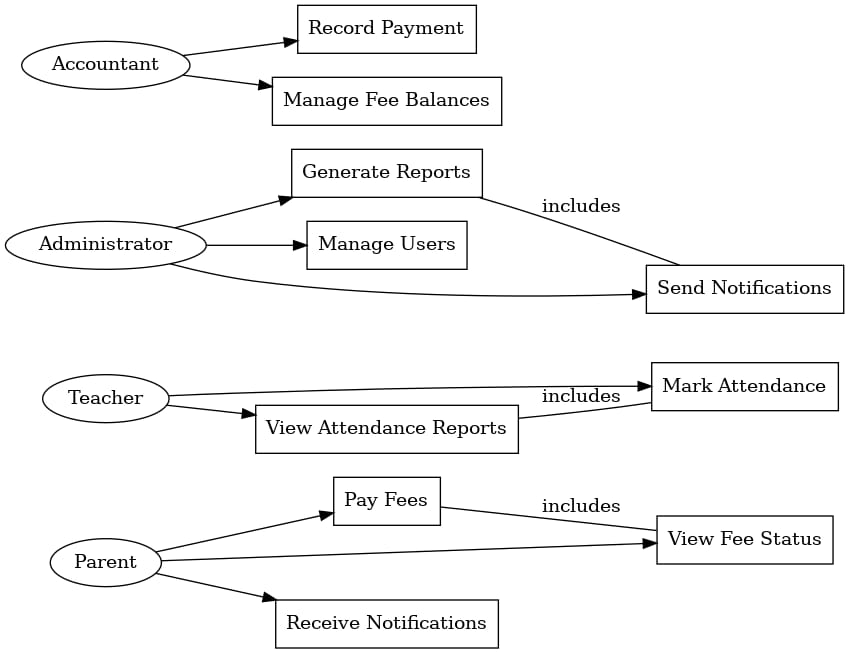 Record Payment
Accountant
Manage Fee Balances
Generate Reports
includes
Administrator
Manage Users
Send Notifications
Mark Attendance
Teacher
includes
View Attendance Reports
Pay Fees
includes
View Fee Status
Parent
Receive Notifications